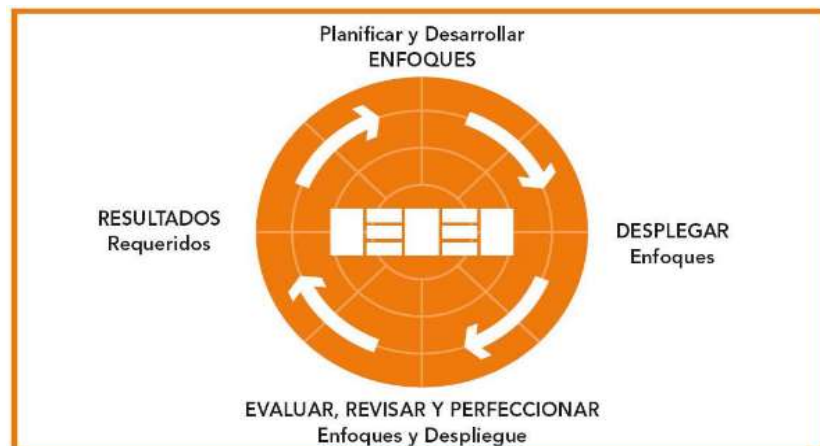 Planificar y Desarrollar
ENFOQUES
RESULTADOS
Requeridos
DESPLEGAR
Enfoques
EVALUAR, REVISAR Y PERFECCIONAR
Enfoques y Despliegue